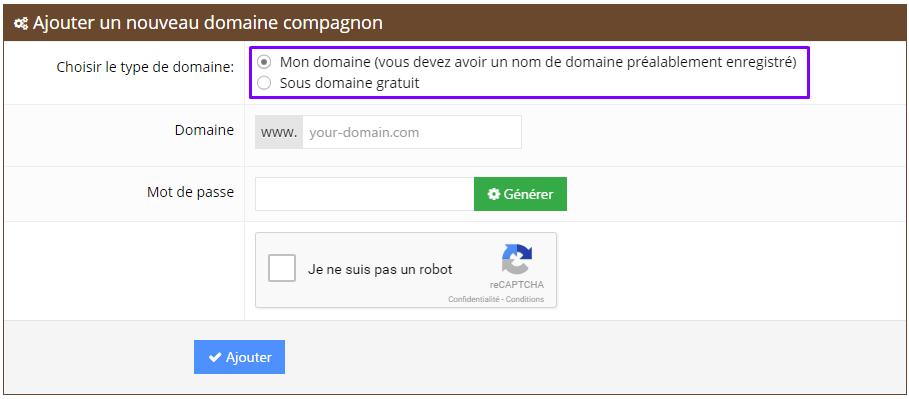 Ajouter un nouveau domaine compagnon
Choisir le type de domaine:
Mon domaine (vous devez avoir un nom de domaine préalablement enregistré)
Sous domaine gratuit
Domaine
www. your-domain.com
Mot de passe
Générer
Je ne suis pas un robot
reCAPTCHA
Confidentialité - Conditions
Ajouter